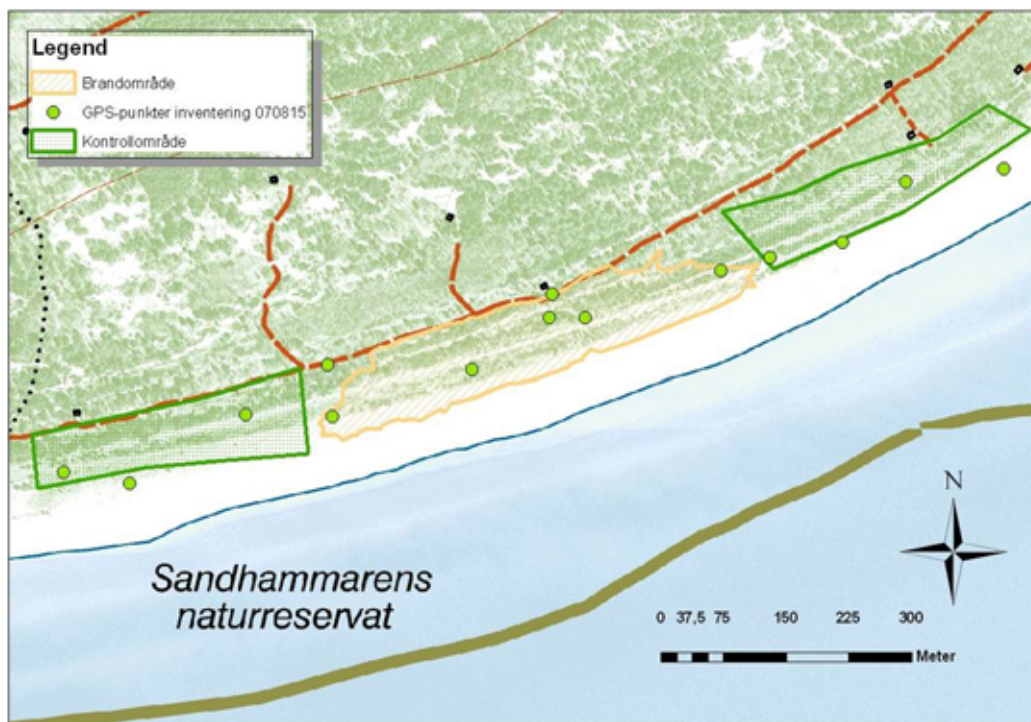 Legend
Brandområde
GPS-punkter inventering 070815
Kontrollområde
Sandhammarens
naturreservat
N
0 37,5 75 150 225 300
Meter